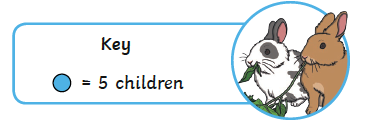 Key
= 5 children